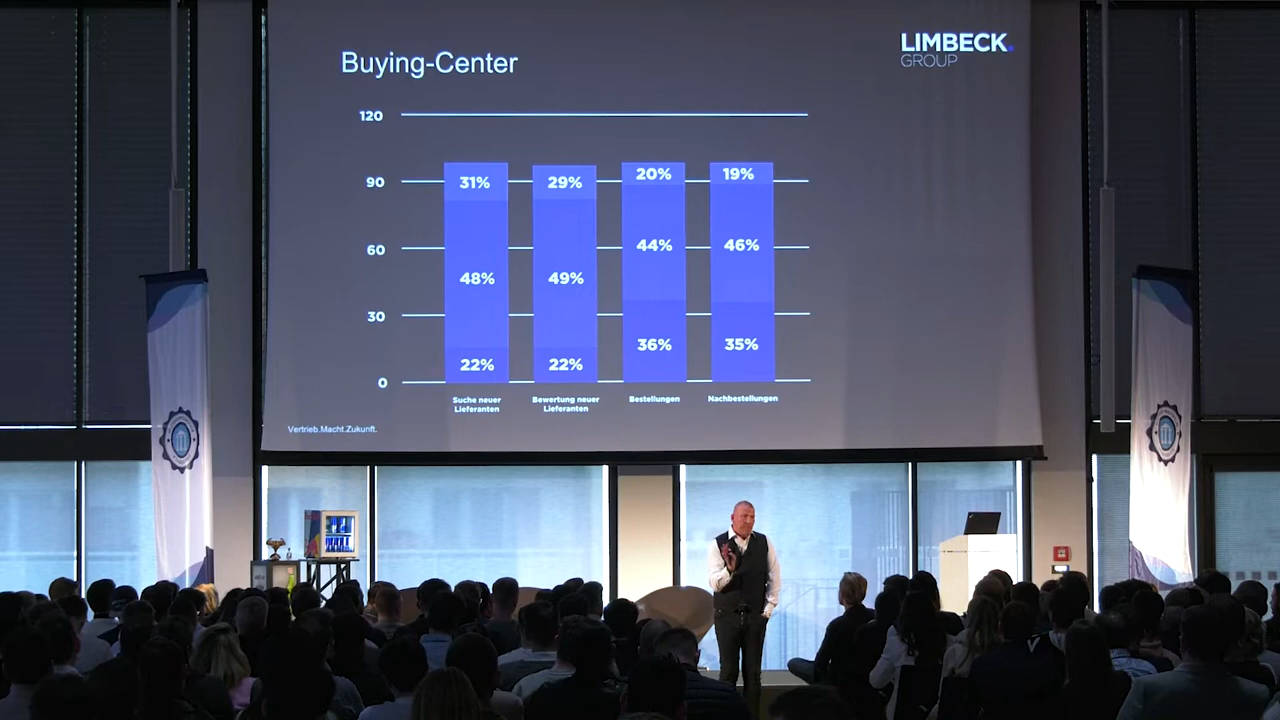 Buying-Center
LIMBECK.
GROUP
120
90
60
30
0
31%
29%
20%
19%
48%
49%
44%
46%
22%
22%
36%
35%
Suche neuer
Lieferanten
Bewertung neuer
Lieferanten
Bestellungen
Nachbestellungen
Vertrieb.Macht.Zukunft.